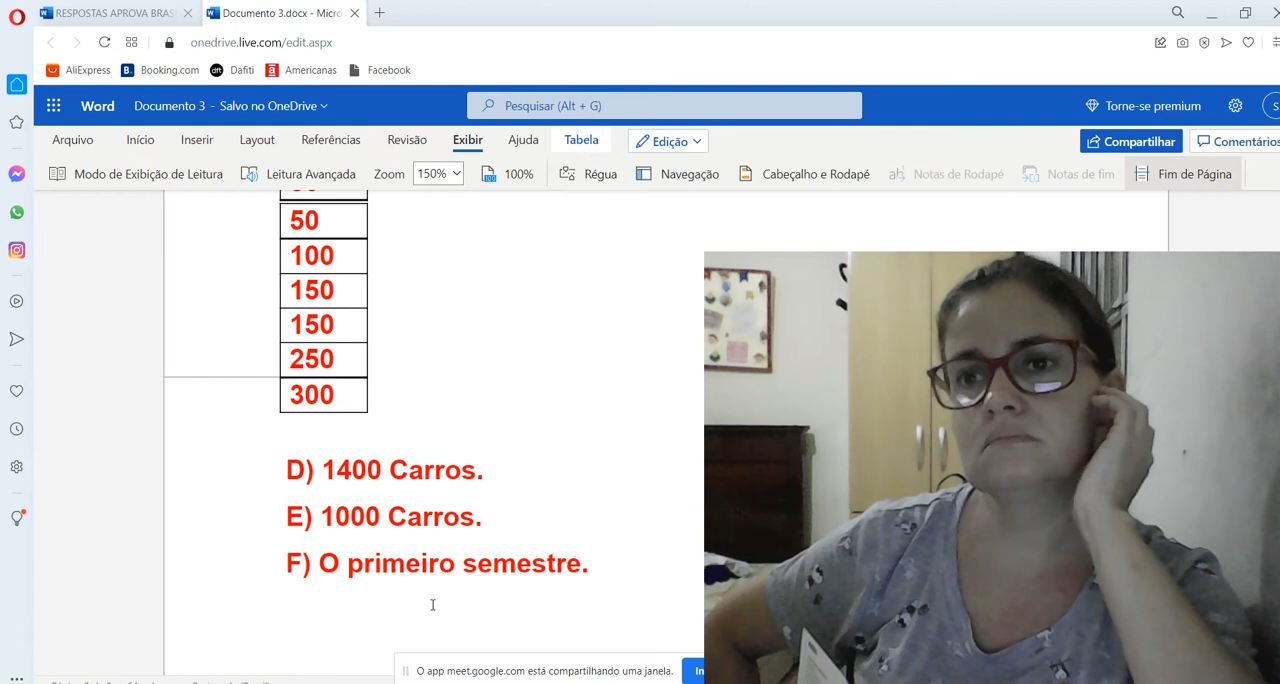 RESPOSTAS APROVA BRAS
Documento 3.docx - Micro
onedrive.live.com/edit.aspx
AliExpress
B. Booking.com
dft Dafiti
a Americanas
Facebook
Word
Documento 3 - Salvo no OneDrive
Pesquisar (Alt + G)
Torne-se premium
S
Arquivo Início Inserir Layout Referências Revisão Exibir Ajuda Tabela Edição
Compartilhar
Comentários
Modo de Exibição de Leitura Leitura Avançada Zoom 150% 100% Régua Navegação Cabeçalho e Rodapé Notas de Rodapé Notas de fim Fim de Página
50
100
150
150
250
300
D) 1400 Carros.
E) 1000 Carros.
F) O primeiro semestre.
O app meet.google.com está compartilhando uma janela.